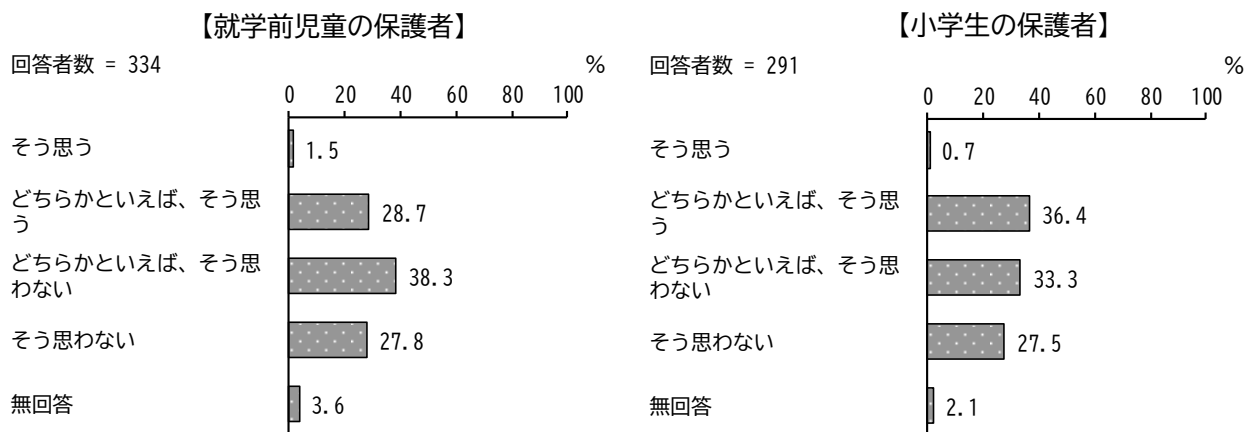 【就学前児童の保護者】
回答者数 = 334
%
0 20 40 60 80 100
そう思う
1.5
どちらかといえば、そう思
う
28.7
どちらかといえば、そう思
わない
38.3
そう思わない
27.8
無回答
3.6
【小学生の保護者】
回答者数 = 291
%
0 20 40 60 80 100
そう思う
0.7
どちらかといえば、そう思
う
36.4
どちらかといえば、そう思
わない
33.3
そう思わない
27.5
無回答
2.1